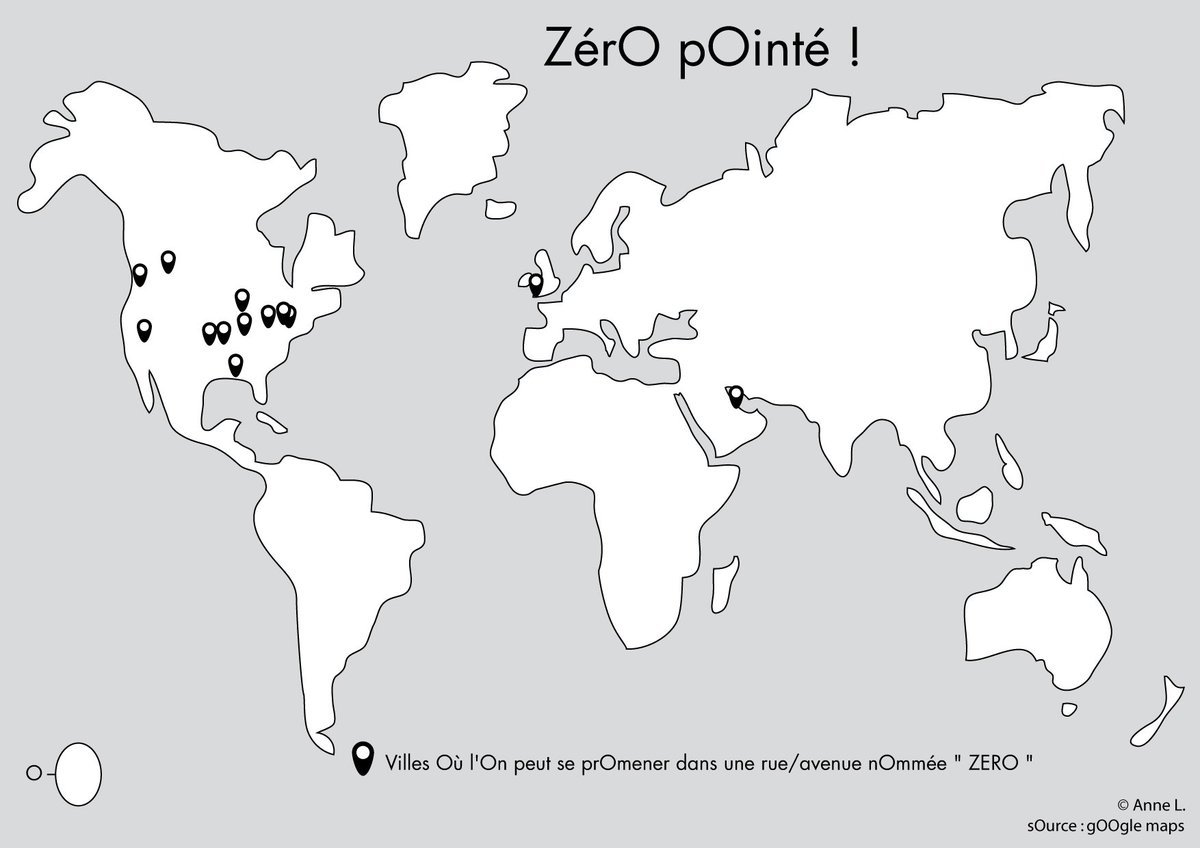 ZérO pOinté !
Villes Où l'On peut se prOmener dans une rue/avenue nOmmée " ZERO "
O -
© Anne L.
sOurce : gOOgle maps